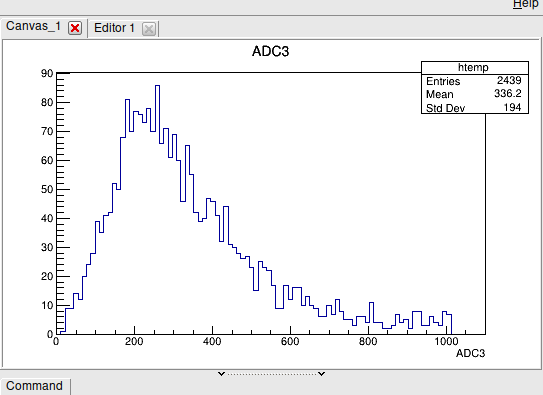 Help
Canvas_1
Editor 1
ADC3
htemp
Entries 2439
Mean 336.2
Std Dev 194
90
80
70
60
50
40
30
20
10
0
0 200 400 600 800 1000
ADC3
Command